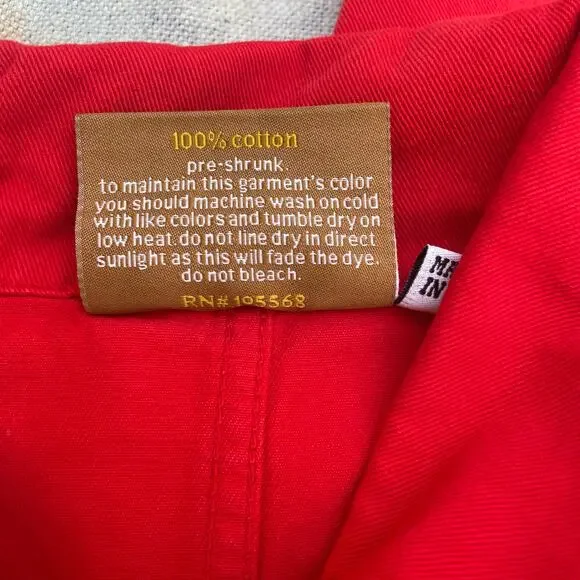 100% cotton
pre-shrunk.
to maintain this garment's color
you should machine wash on cold
with like colors and tumble dry on
low heat. do not line dry in direct
sunlight as this will fade the dye.
do not bleach.
RN#105568
IN